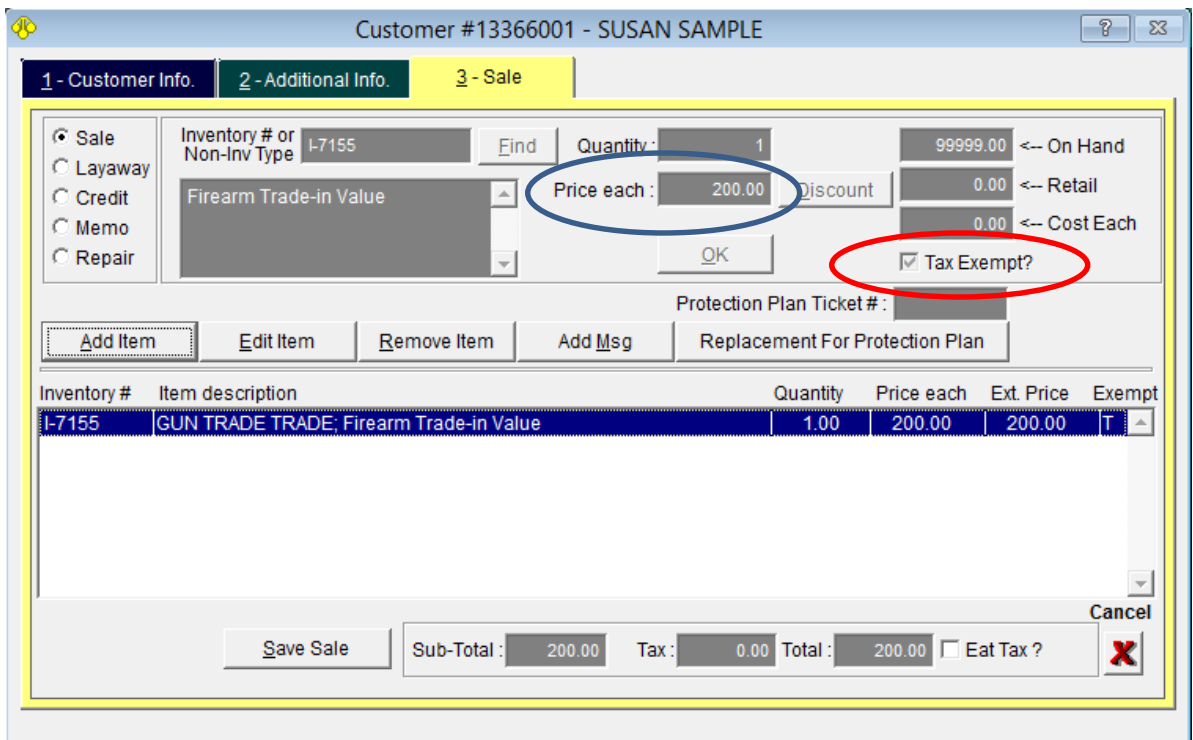 Customer #13366001 - SUSAN SAMPLE
1 - Customer Info. 2 - Additional Info. 3 - Sale
Sale
Layaway
Credit
Memo
Repair
Inventory # or
Non-Inv Type I-7155 Find
Firearm Trade-in Value
Quantity : 1
Price each : 200.00 Discount
OK
99999.00 <-- On Hand
0.00 <-- Retail
0.00 <-- Cost Each
Tax Exempt?
Protection Plan Ticket # :
Add Item Edit Item Remove Item Add Msg Replacement For Protection Plan
Inventory # Item description Quantity Price each Ext. Price Exempt
I-7155 GUN TRADE TRADE; Firearm Trade-in Value 1.00 200.00 200.00 T
Cancel
Save Sale Sub-Total : 200.00 Tax : 0.00 Total : 200.00 Eat Tax ? X